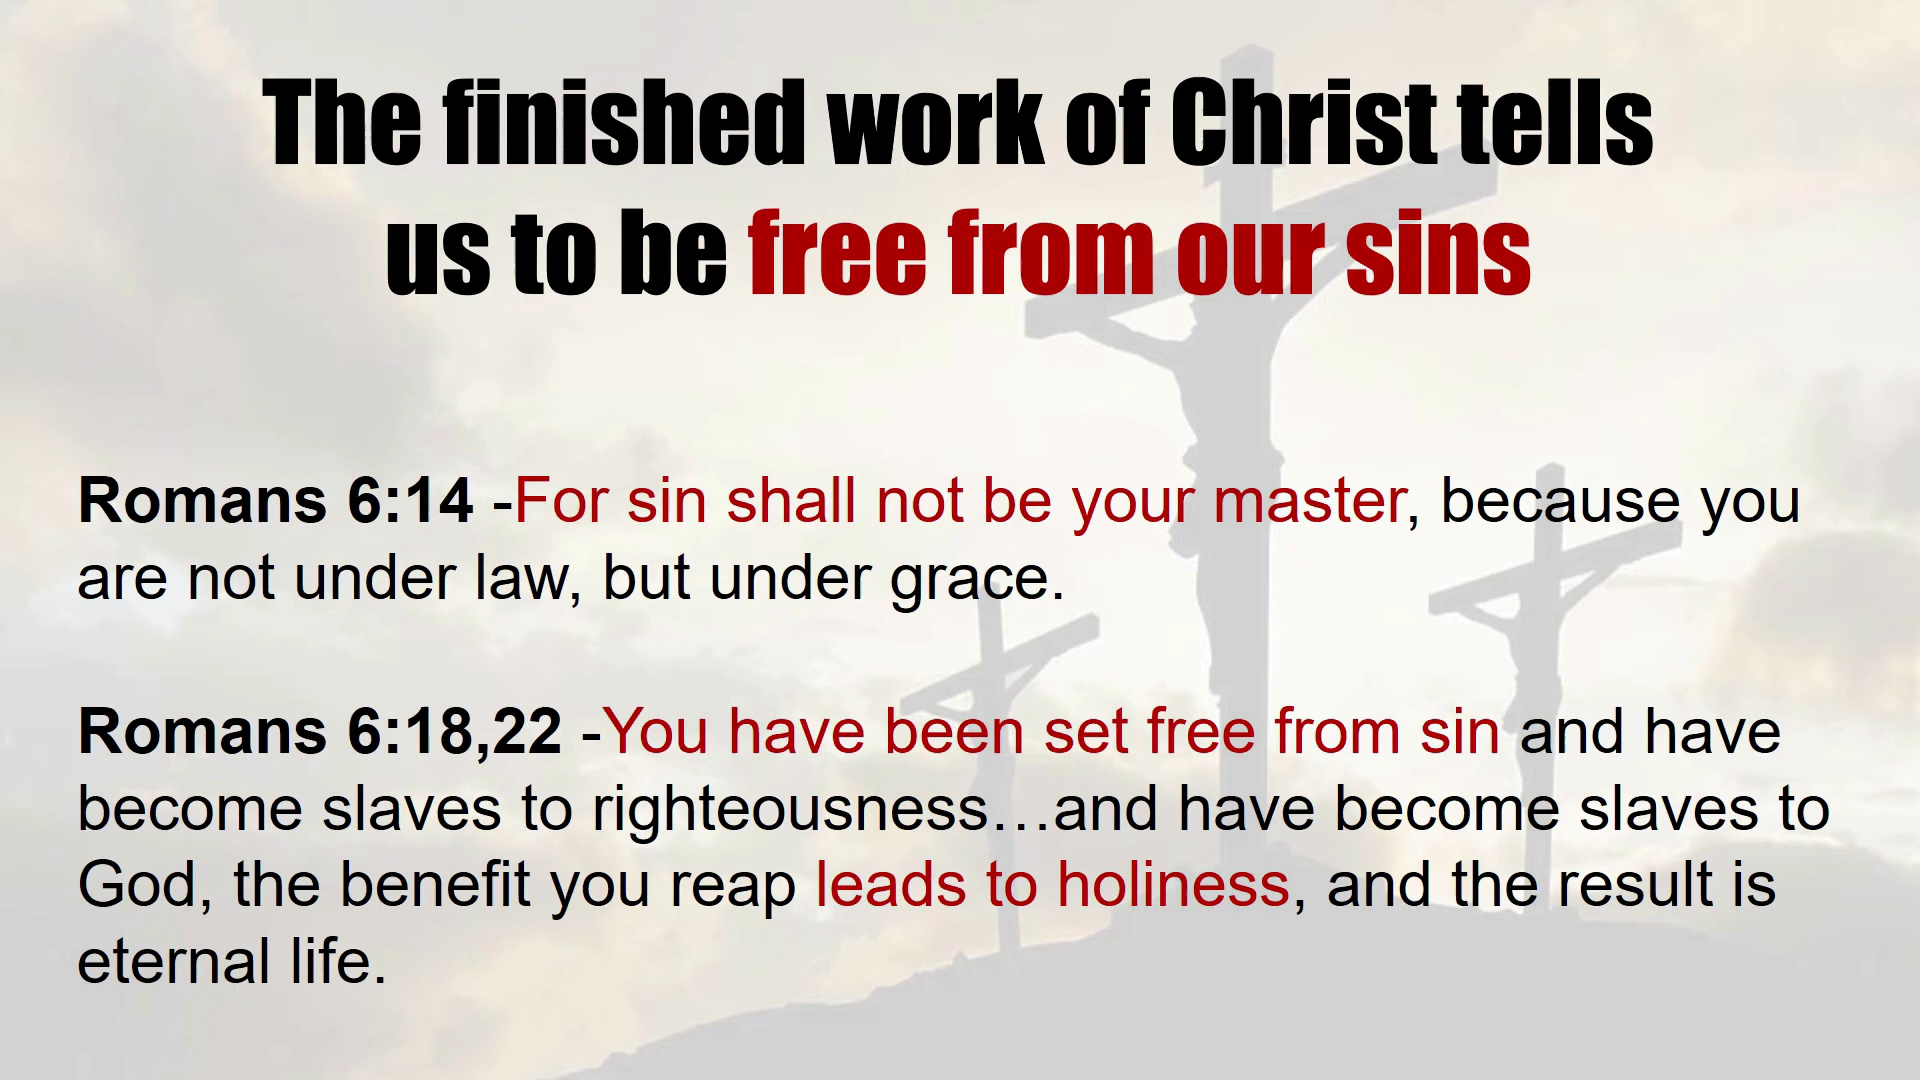 The finished work of Christ tells
us to be free from our sins
Romans 6:14 -For sin shall not be your master, because you
are not under law, but under grace.
Romans 6:18,22 -You have been set free from sin and have
become slaves to righteousness…and have become slaves to
God, the benefit you reap leads to holiness, and the result is
eternal life.